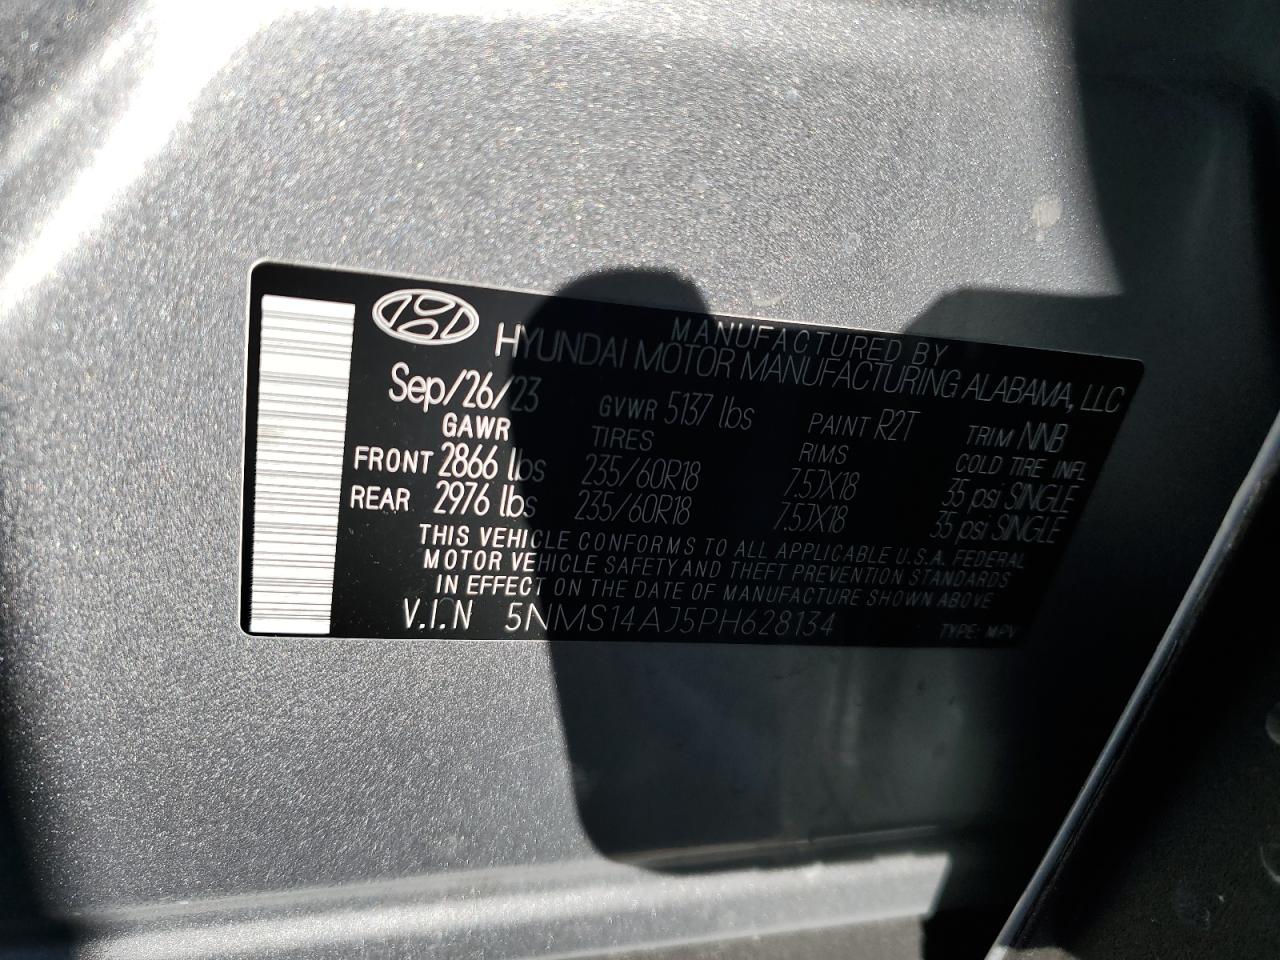 MANUFACTURED BY
HYUNDAI MOTOR MANUFACTURING ALABAMA, LLC
Sep/26/23 GVWR 5137 lbs PAINT R2T TRIM NNB
GAWR TIRES RIMS COLD TIRE INFL
FRONT 2866 lbs 235/60R18 7.5JX18 35 psi SINGLE
REAR 2976 lbs 235/60R18 7.5JX18 35 psi SINGLE
THIS VEHICLE CONFORMS TO ALL APPLICABLE U.S.A. FEDERAL
MOTOR VEHICLE SAFETY AND THEFT PREVENTION STANDARDS
IN EFFECT ON THE DATE OF MANUFACTURE SHOWN ABOVE
V.I.N 5NMS14AJ5PH628134 TYPE: MPV